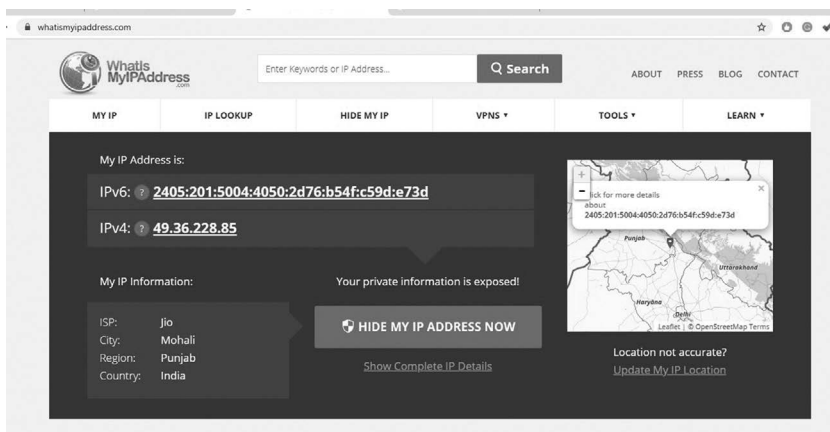 whatismyipaddress.com
WhatIs
MyIPAddress
.com
Enter Keywords or IP Address...
Search
ABOUT PRESS BLOG CONTACT
MY IP IP LOOKUP HIDE MY IP VPNS TOOLS LEARN
My IP Address is:
IPv6: ? 2405:201:5004:4050:2d76:b54f:c59d:e73d
IPv4: ? 49.36.228.85
My IP Information:
ISP: Jio
City: Mohali
Region: Punjab
Country: India
Your private information is exposed!
HIDE MY IP ADDRESS NOW
Show Complete IP Details
+
−
×
for more details
about
2405:201:5004:4050:2d76:b54f:c59d:e73d
Punjab
Uttarakhand
Haryana
Delhi
Leaflet | © OpenStreetMap Terms
Location not accurate?
Update My IP Location